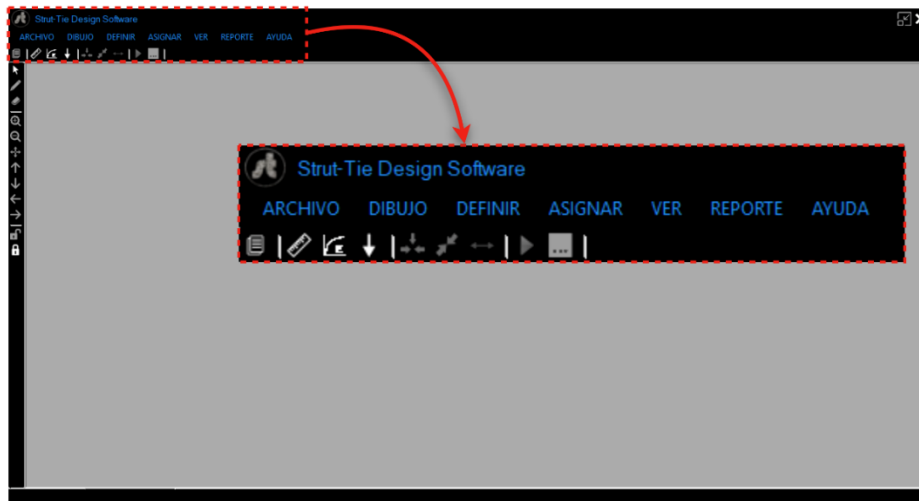 Strut-Tie Design Software
ARCHIVO DIBUJO DEFINIR ASIGNAR VER REPORTE AYUDA
st Strut-Tie Design Software
ARCHIVO DIBUJO DEFINIR ASIGNAR VER REPORTE AYUDA
E
...